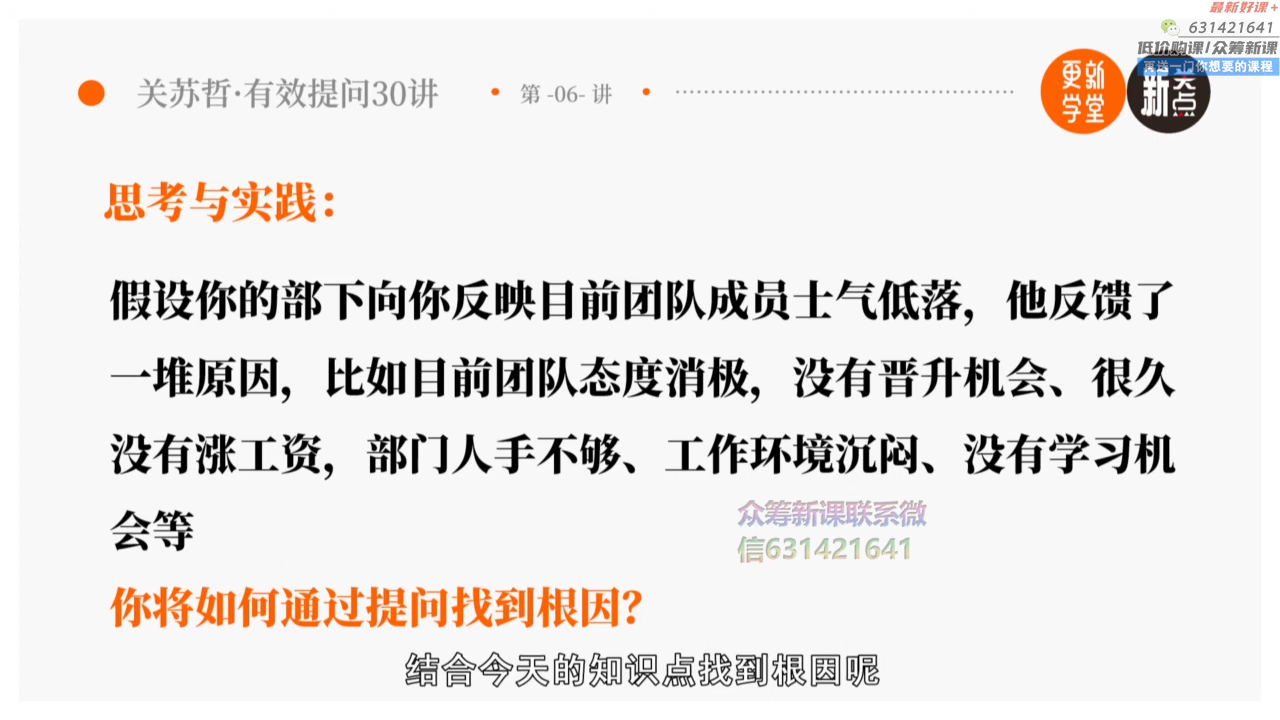 最新好课+
631421641
低价购课/众筹新课
再送一门你想要的课程
关苏哲·有效提问30讲 • 第 -06- 讲 •
更新
学堂
新关点
思考与实践：
假设你的部下向你反映目前团队成员士气低落，他反馈了
一堆原因，比如目前团队态度消极，没有晋升机会、很久
没有涨工资，部门人手不够、工作环境沉闷、没有学习机
会等
众筹新课联系微
信631421641
你将如何通过提问找到根因？
结合今天的知识点找到根因呢